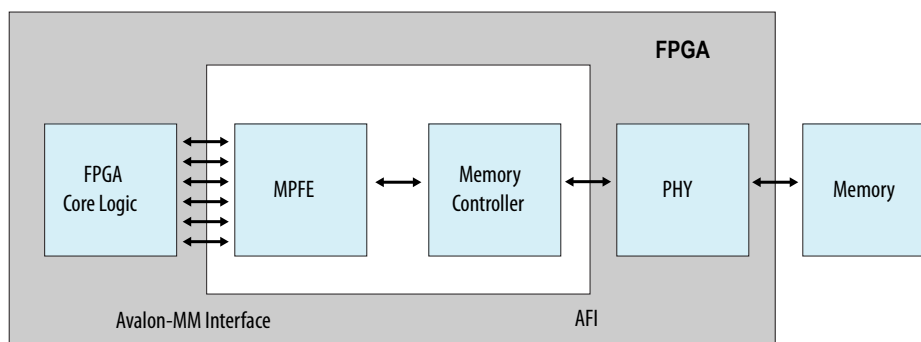 FPGA
FPGA
Core Logic
MPFE
Memory
Controller
PHY
Memory
Avalon-MM Interface
AFI